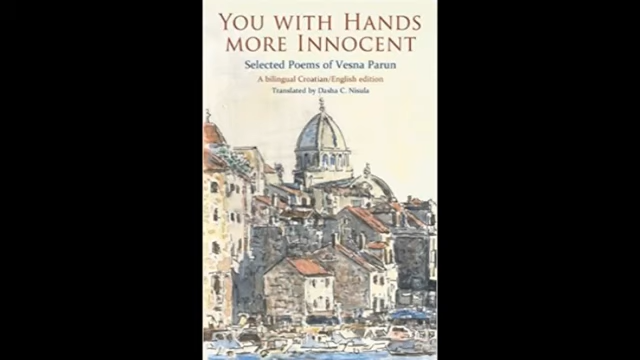 YOU WITH HANDS
MORE INNOCENT
Selected Poems of Vesna Parun
A bilingual Croatian/English edition
Translated by Dasha C. Nisula